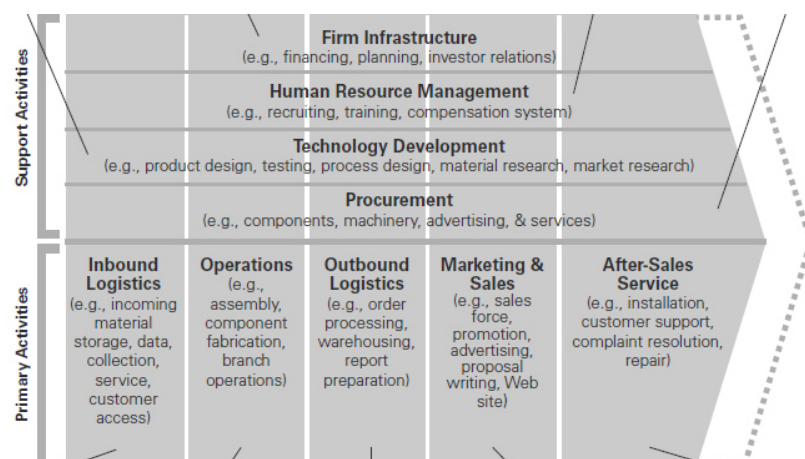 Support Activities
Firm Infrastructure
(e.g., financing, planning, investor relations)
Human Resource Management
(e.g., recruiting, training, compensation system)
Technology Development
(e.g., product design, testing, process design, material research, market research)
Procurement
(e.g., components, machinery, advertising, & services)
Primary Activities
Inbound
Logistics
(e.g., incoming
material
storage, data,
collection,
service,
customer
access)
Operations
(e.g.,
assembly,
component
fabrication,
branch
operations)
Outbound
Logistics
(e.g., order
processing,
warehousing,
report
preparation)
Marketing &
Sales
(e.g., sales
force,
promotion,
advertising,
proposal
writing, Web
site)
After-Sales
Service
(e.g., installation,
customer support,
complaint resolution,
repair)